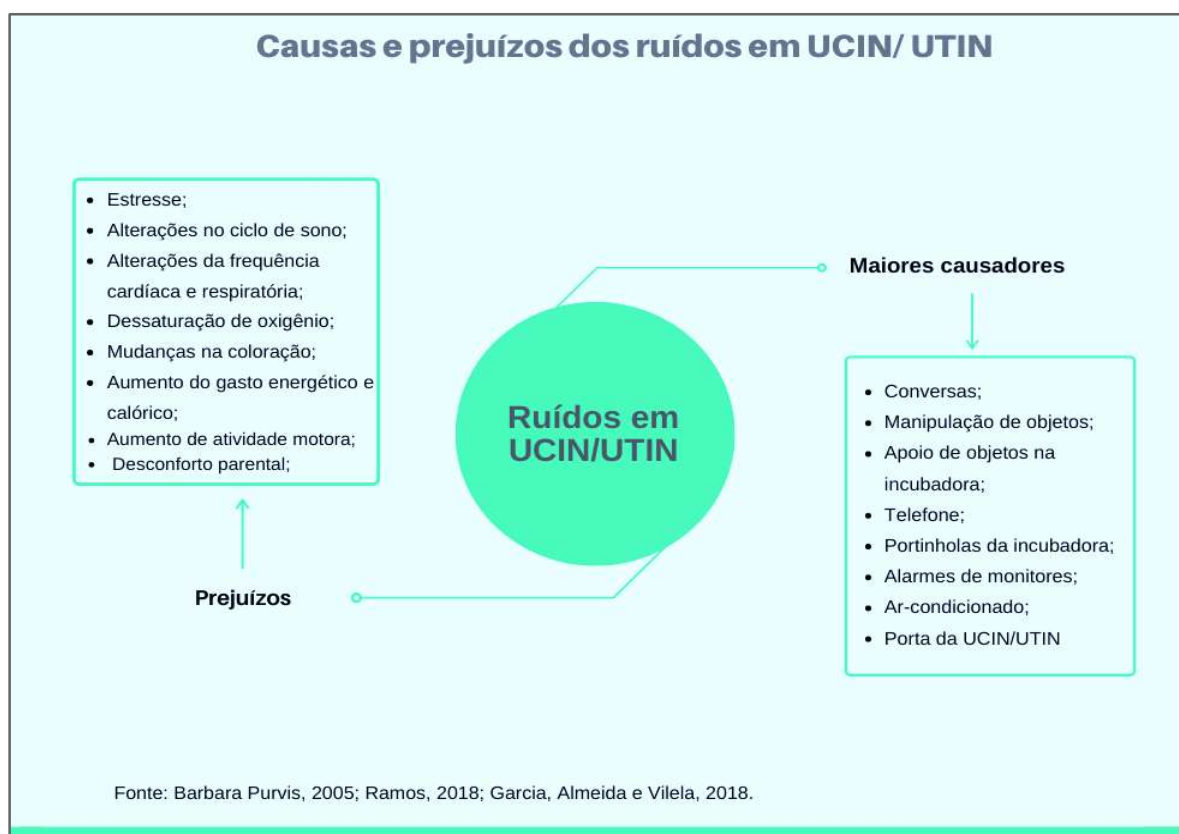 Causas e prejuízos dos ruídos em UCIN/ UTIN
• Estresse;
• Alterações no ciclo de sono;
• Alterações da frequência
cardíaca e respiratória;
• Dessaturação de oxigênio;
• Mudanças na coloração;
• Aumento do gasto energético e
calórico;
• Aumento de atividade motora;
• Desconforto parental;
Prejuízos
Ruídos em
UCIN/UTIN
Maiores causadores
• Conversas;
• Manipulação de objetos;
• Apoio de objetos na
incubadora;
• Telefone;
• Portinholas da incubadora;
• Alarmes de monitores;
• Ar-condicionado;
• Porta da UCIN/UTIN
Fonte: Barbara Purvis, 2005; Ramos, 2018; Garcia, Almeida e Vilela, 2018.